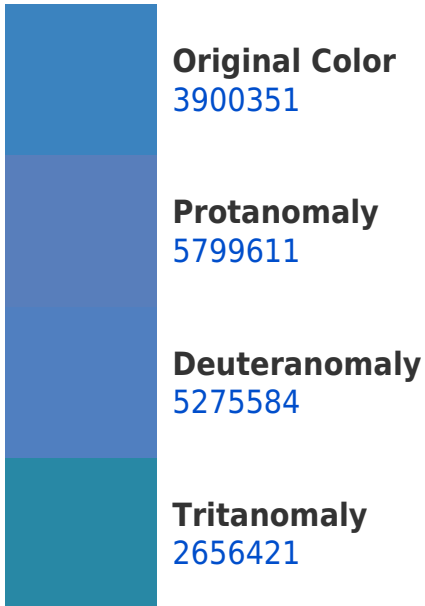 Original Color
3900351
Protanomaly
5799611
Deuteranomaly
5275584
Tritanomaly
2656421